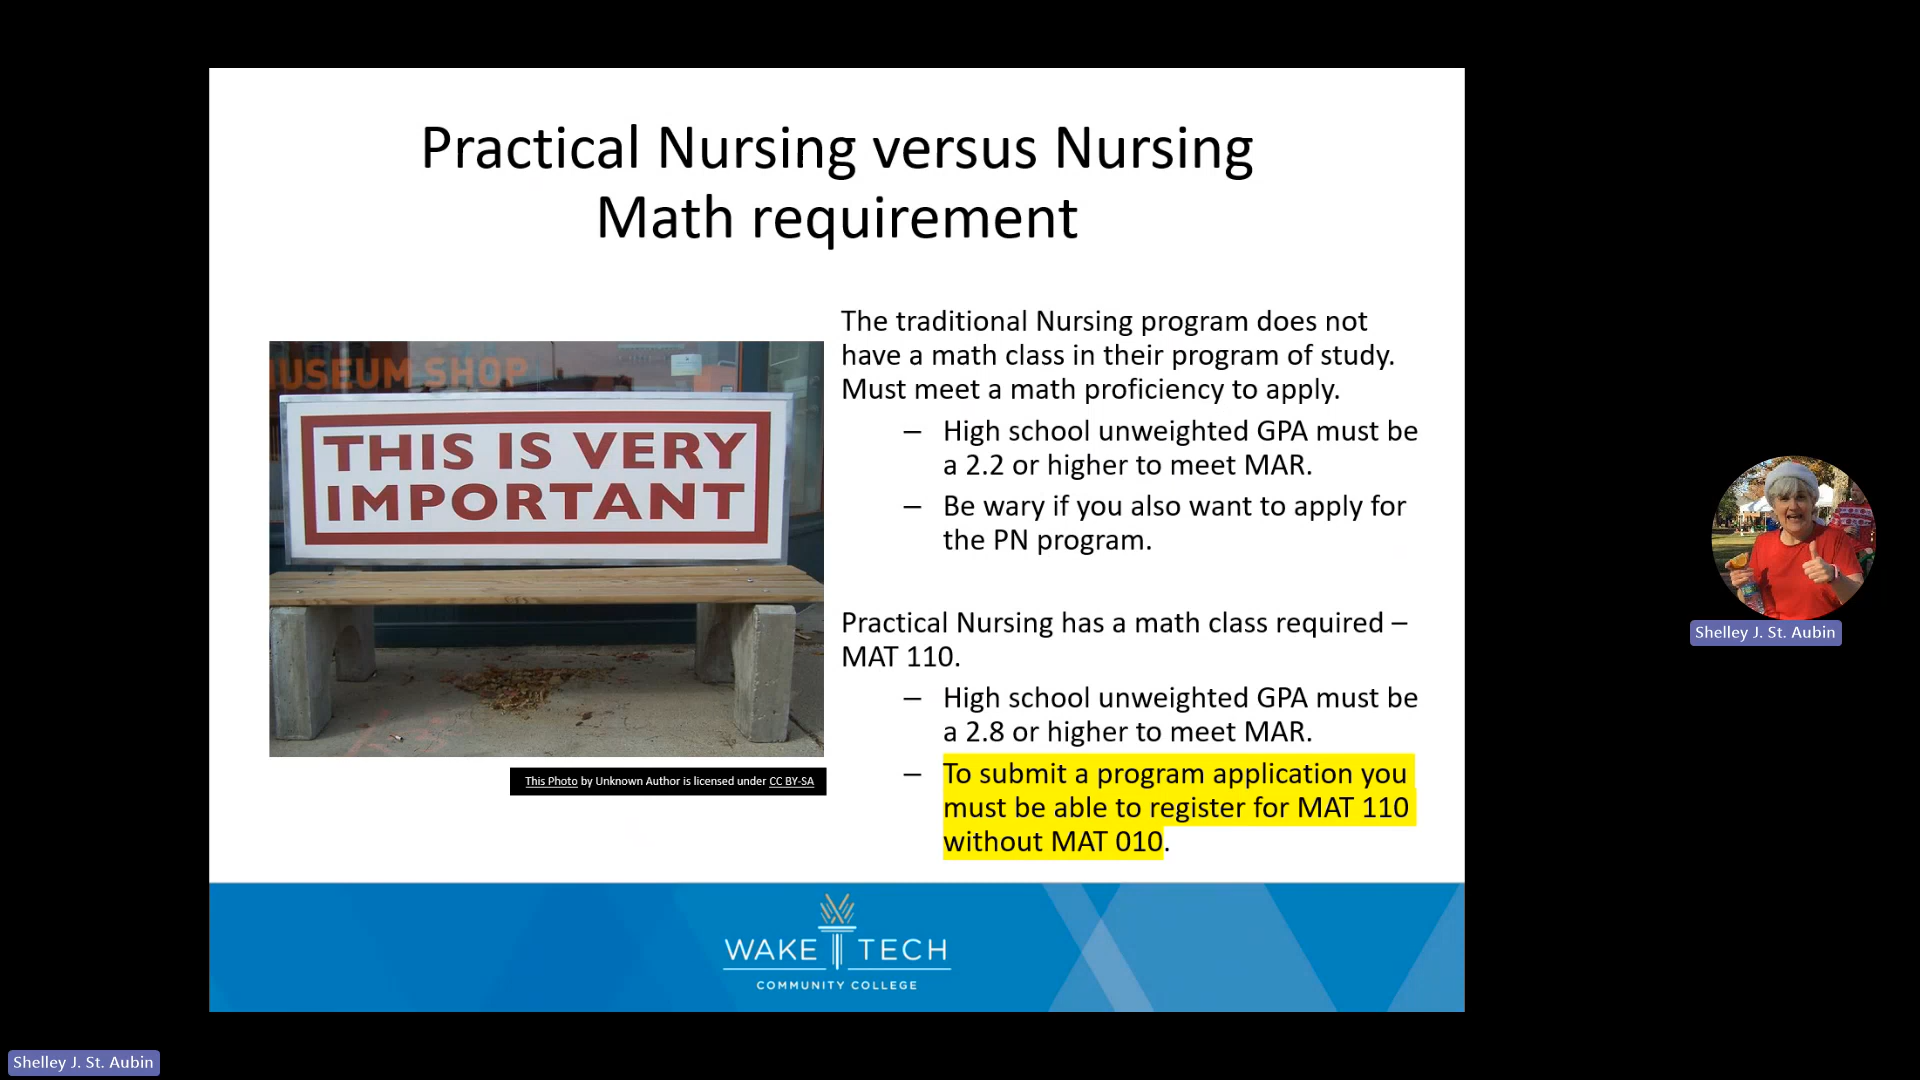 Practical Nursing versus Nursing
Math requirement
USEUM SHOP
THIS IS VERY
IMPORTANT
This Photo by Unknown Author is licensed under CC BY-SA
The traditional Nursing program does not
have a math class in their program of study.
Must meet a math proficiency to apply.
– High school unweighted GPA must be
a 2.2 or higher to meet MAR.
– Be wary if you also want to apply for
the PN program.
Practical Nursing has a math class required –
MAT 110.
– High school unweighted GPA must be
a 2.8 or higher to meet MAR.
– To submit a program application you
must be able to register for MAT 110
without MAT 010.
WAKE TECH
COMMUNITY COLLEGE
Shelley J. St. Aubin
Shelley J. St. Aubin